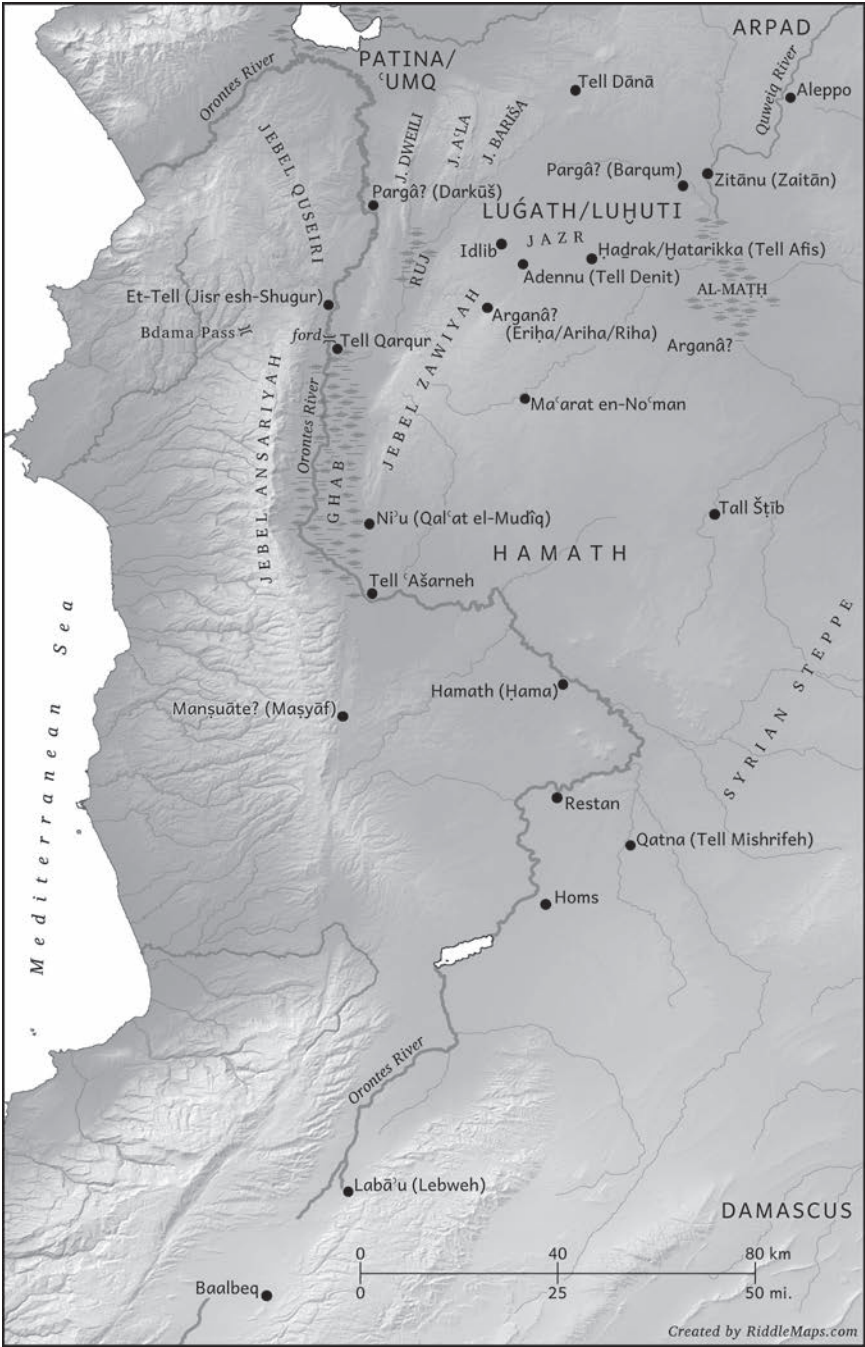 ARPAD
PATINA/
ʿUMQ
Orontes River
Tell Dānā
Quweiq River
Aleppo
JEBEL QUSEIRI
J. DWEILI
J. AʿLA
J. BARIŠA
Pargâ? (Barqum)
Zitānu (Zaitān)
Pargâ? (Darkūš)
LUǴATH/LUḪUTI
JAZR
Idlib
Ḥaḏrak/Ḫatarikka (Tell Afis)
RUJ
Adennu (Tell Denit)
AL-MATḤ
Et-Tell (Jisr esh-Shugur)
Arganâ?
(Eriḥa/Ariha/Riha)
Bdama Pass
ford
Tell Qarqur
Arganâ?
JEBEL ZAWIYAH
JEBEL ANSARIYAH
Orontes River
GHAB
Maʿarat en-Noʿman
Niʾu (Qalʿat el-Mudîq)
Tall Šṭīb
HAMATH
Tell ʿAšarneh
Mediterranean Sea
SYRIAN STEPPE
Hamath (Ḥama)
Manṣuāte? (Maṣyāf)
Restan
Qatna (Tell Mishrifeh)
Homs
Orontes River
Labāʾu (Lebweh)
DAMASCUS
0 40 80 km
0 25 50 mi.
Baalbeq
Created by RiddleMaps.com